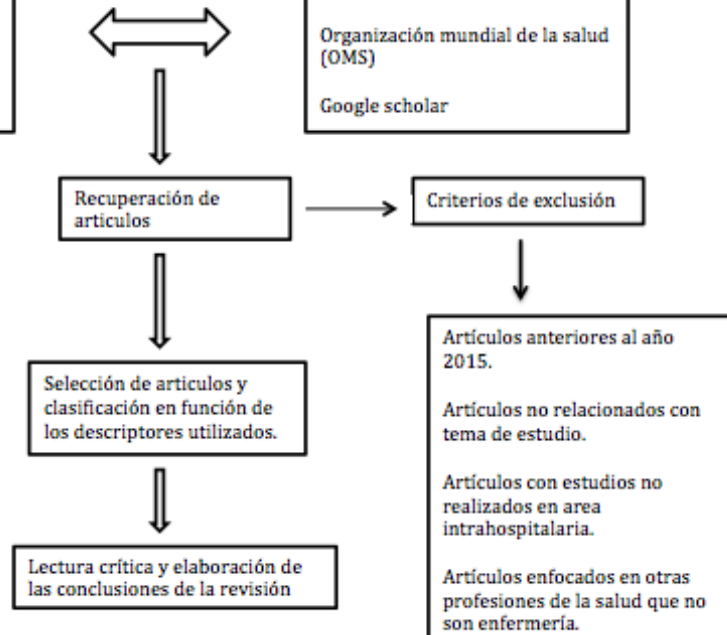 Organización mundial de la salud
(OMS)
Google scholar
Recuperación de
articulos
Criterios de exclusión
Selección de articulos y
clasificación en función de
los descriptores utilizados.
Lectura crítica y elaboración de
las conclusiones de la revisión
Artículos anteriores al año
2015.
Artículos no relacionados con
tema de estudio.
Artículos con estudios no
realizados en area
intrahospitalaria.
Artículos enfocados en otras
profesiones de la salud que no
son enfermería.